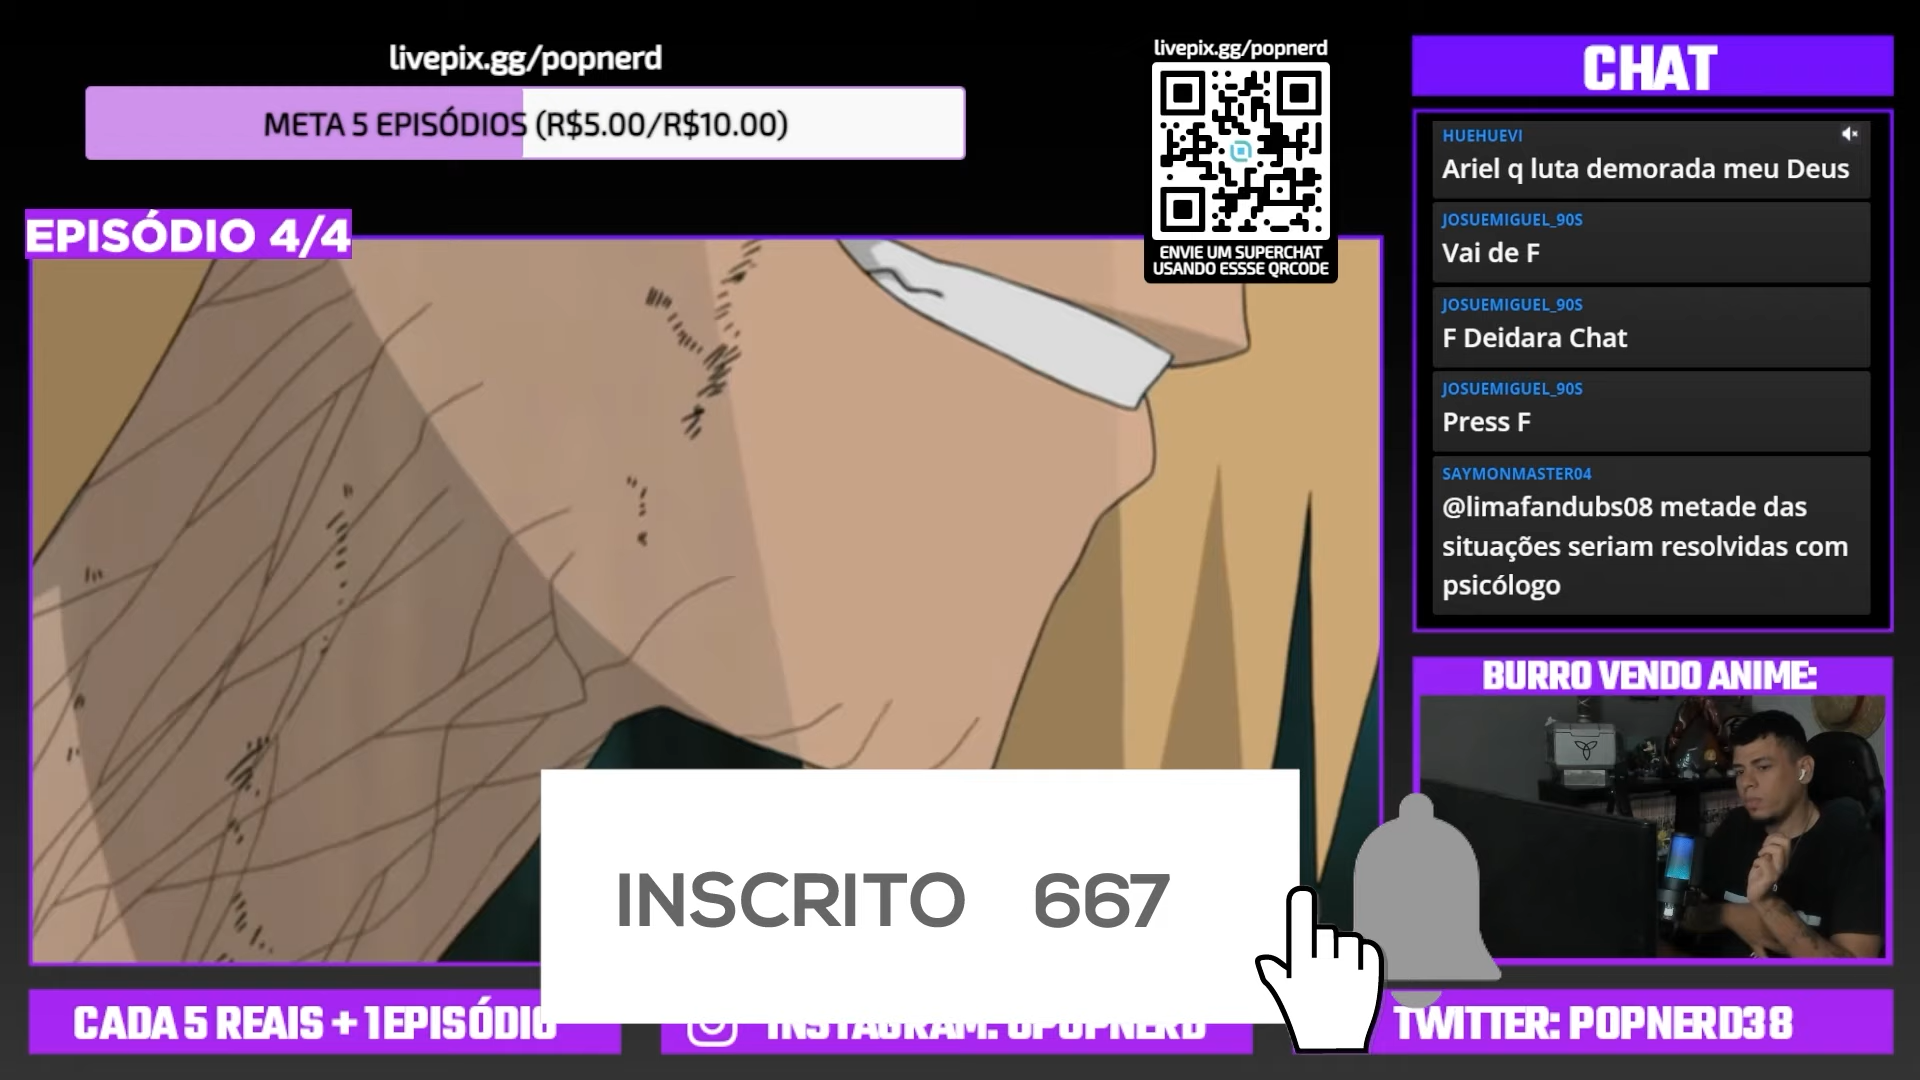 livepix.gg/popnerd
META 5 EPISÓDIOS (R$5.00/R$10.00)
livepix.gg/popnerd
ENVIE UM SUPERCHAT
USANDO ESSSE QRCODE
EPISÓDIO 4/4
CHAT
HUEHUEVI
Ariel q luta demorada meu Deus
JOSUEMIGUEL_90S
Vai de F
JOSUEMIGUEL_90S
F Deidara Chat
JOSUEMIGUEL_90S
Press F
SAYMONMASTER04
@limafandubs08 metade das
situações seriam resolvidas com
psicólogo
BURRO VENDO ANIME:
INSCRITO 667
CADA 5 REAIS + 1 EPISÓDIO
INSTAGRAM: OPOPNERD
TWITTER: POPNERD38